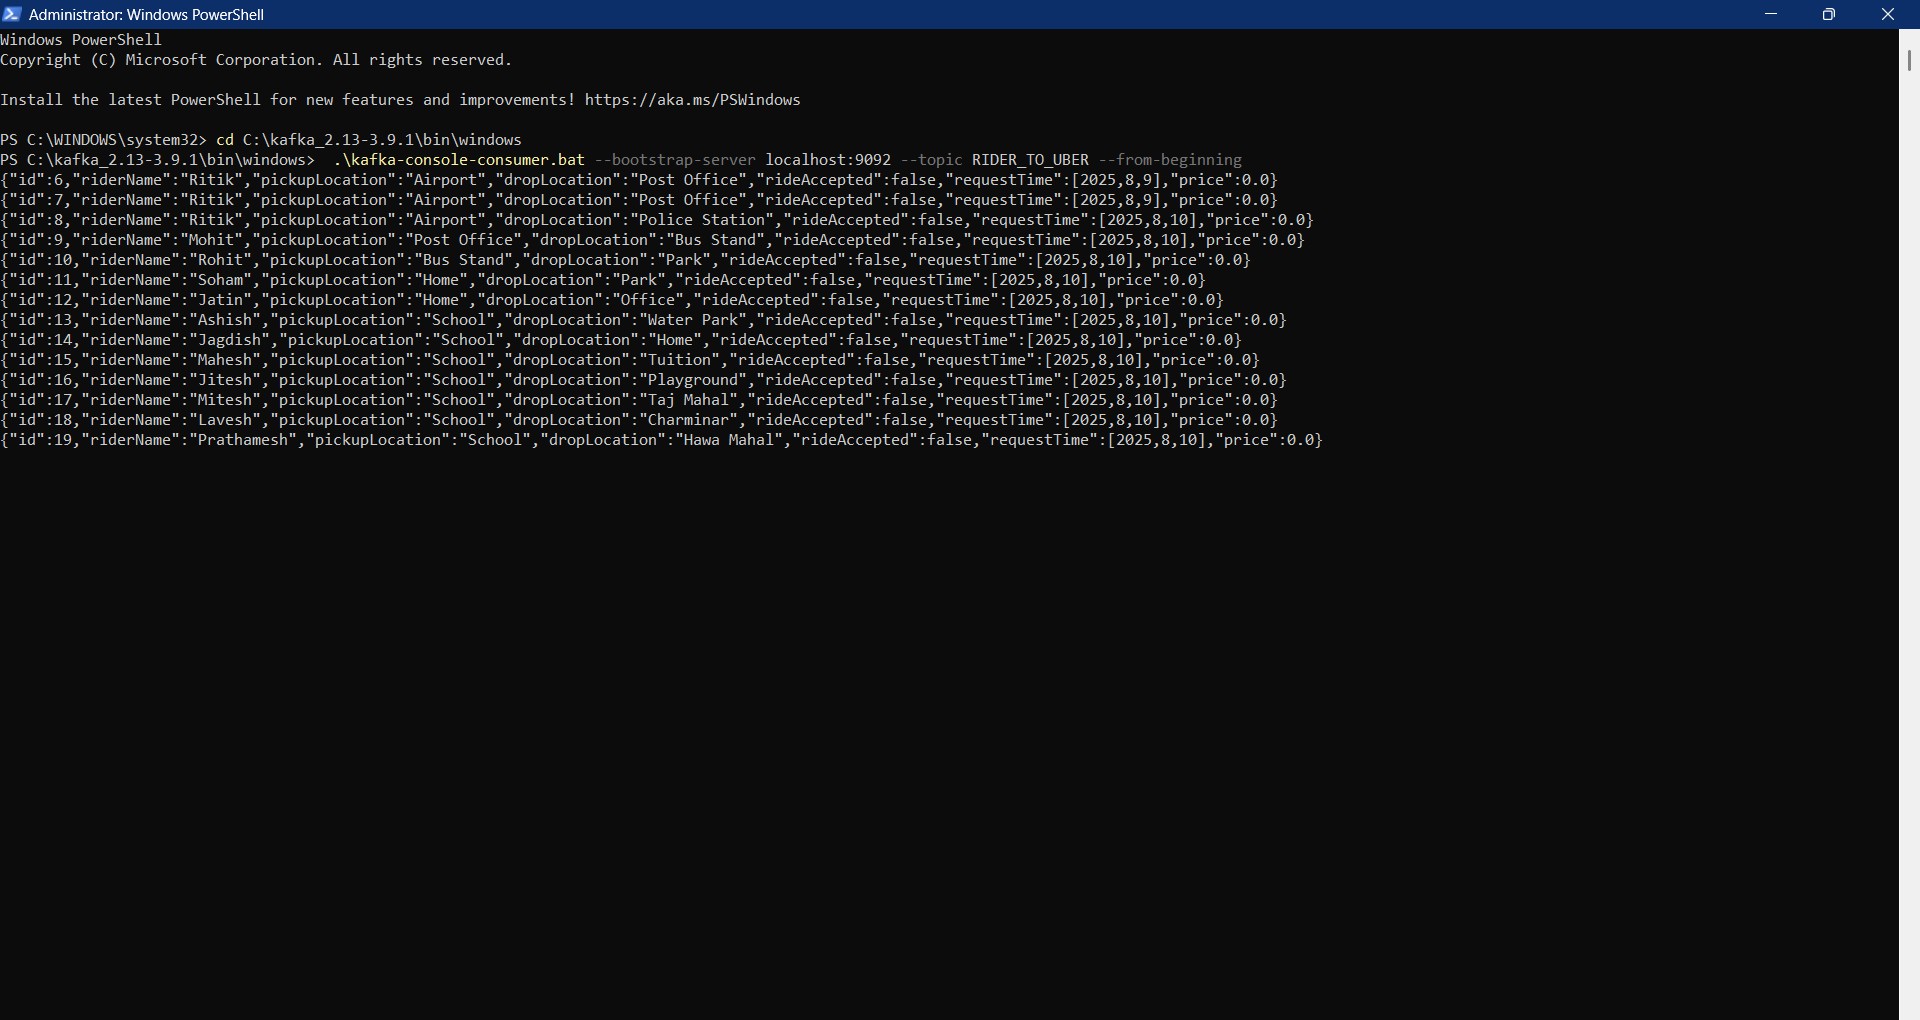 Administrator: Windows PowerShell
Windows PowerShell
Copyright (C) Microsoft Corporation. All rights reserved.
Install the latest PowerShell for new features and improvements! https://aka.ms/PSWindows
PS C:\WINDOWS\system32> cd C:\kafka_2.13-3.9.1\bin\windows
PS C:\kafka_2.13-3.9.1\bin\windows>  .\kafka-console-consumer.bat --bootstrap-server localhost:9092 --topic RIDER_TO_UBER --from-beginning
{"id":6,"riderName":"Ritik","pickupLocation":"Airport","dropLocation":"Post Office","rideAccepted":false,"requestTime":[2025,8,9],"price":0.0}
{"id":7,"riderName":"Ritik","pickupLocation":"Airport","dropLocation":"Post Office","rideAccepted":false,"requestTime":[2025,8,9],"price":0.0}
{"id":8,"riderName":"Ritik","pickupLocation":"Airport","dropLocation":"Police Station","rideAccepted":false,"requestTime":[2025,8,10],"price":0.0}
{"id":9,"riderName":"Mohit","pickupLocation":"Post Office","dropLocation":"Bus Stand","rideAccepted":false,"requestTime":[2025,8,10],"price":0.0}
{"id":10,"riderName":"Rohit","pickupLocation":"Bus Stand","dropLocation":"Park","rideAccepted":false,"requestTime":[2025,8,10],"price":0.0}
{"id":11,"riderName":"Soham","pickupLocation":"Home","dropLocation":"Park","rideAccepted":false,"requestTime":[2025,8,10],"price":0.0}
{"id":12,"riderName":"Jatin","pickupLocation":"Home","dropLocation":"Office","rideAccepted":false,"requestTime":[2025,8,10],"price":0.0}
{"id":13,"riderName":"Ashish","pickupLocation":"School","dropLocation":"Water Park","rideAccepted":false,"requestTime":[2025,8,10],"price":0.0}
{"id":14,"riderName":"Jagdish","pickupLocation":"School","dropLocation":"Home","rideAccepted":false,"requestTime":[2025,8,10],"price":0.0}
{"id":15,"riderName":"Mahesh","pickupLocation":"School","dropLocation":"Tuition","rideAccepted":false,"requestTime":[2025,8,10],"price":0.0}
{"id":16,"riderName":"Jitesh","pickupLocation":"School","dropLocation":"Playground","rideAccepted":false,"requestTime":[2025,8,10],"price":0.0}
{"id":17,"riderName":"Mitesh","pickupLocation":"School","dropLocation":"Taj Mahal","rideAccepted":false,"requestTime":[2025,8,10],"price":0.0}
{"id":18,"riderName":"Lavesh","pickupLocation":"School","dropLocation":"Charminar","rideAccepted":false,"requestTime":[2025,8,10],"price":0.0}
{"id":19,"riderName":"Prathamesh","pickupLocation":"School","dropLocation":"Hawa Mahal","rideAccepted":false,"requestTime":[2025,8,10],"price":0.0}